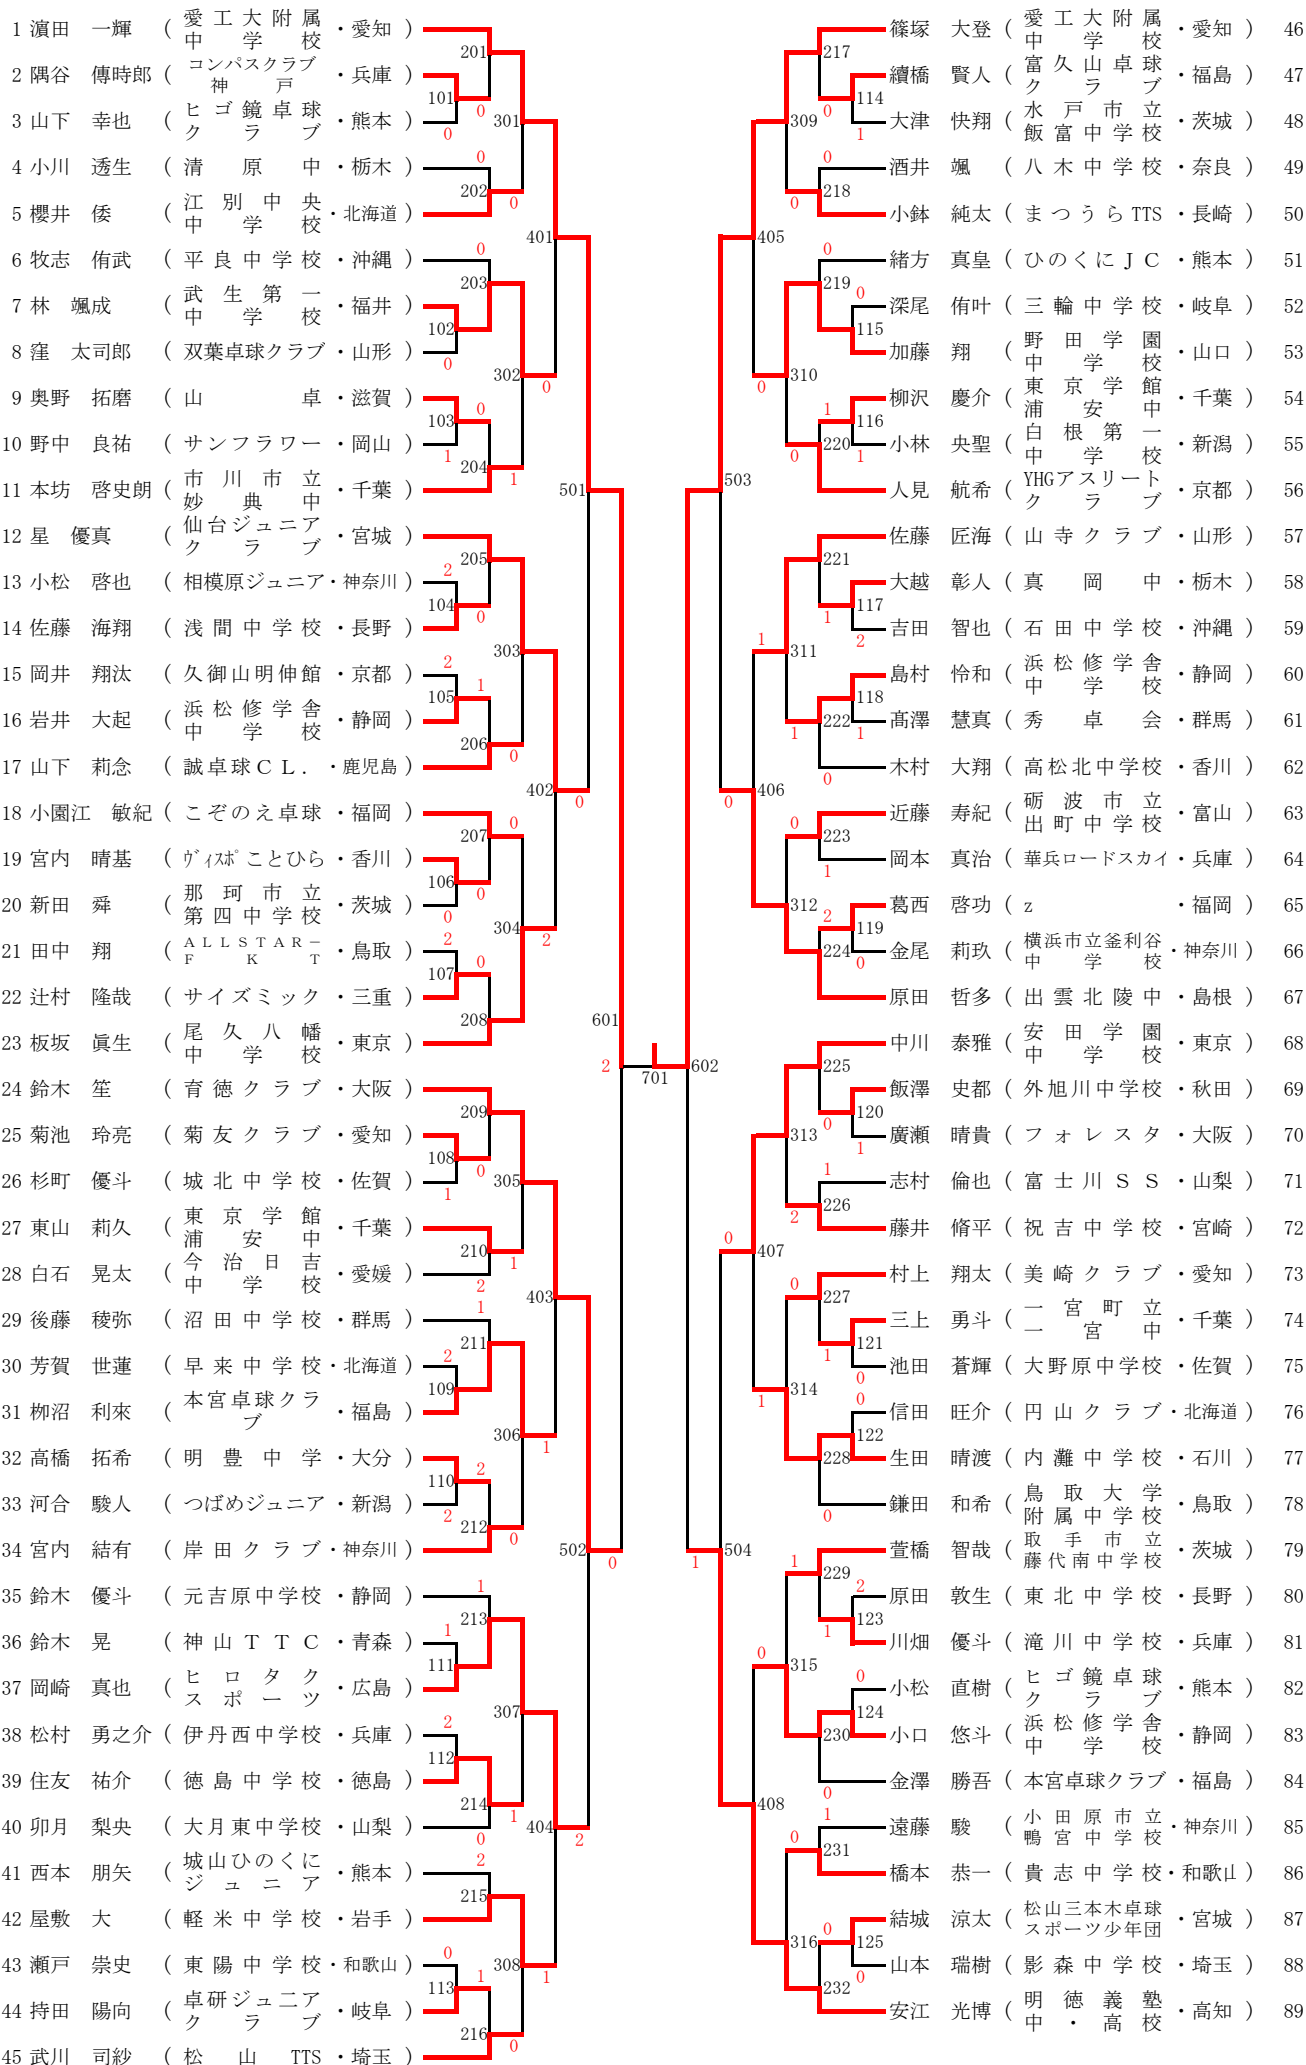 1 濵田 一輝 ( 愛工大附属中学校 ・愛知 )
2 隅谷 傳時郎 ( コンパスクラブ神戸 ・兵庫 )
3 山下 幸也 ( ヒゴ鏡卓球クラブ ・熊本 )
4 小川 透生 ( 清原中 ・栃木 )
5 櫻井 倭 ( 江別中央中学校 ・北海道 )
6 牧志 侑武 ( 平良中学校 ・沖縄 )
7 林 颯成 ( 武生第一中学校 ・福井 )
8 窪 太司郎 ( 双葉卓球クラブ ・山形 )
9 奥野 拓磨 ( 山卓 ・滋賀 )
10 野中 良祐 ( サンフラワー ・岡山 )
11 本坊 啓史朗 ( 市川市立妙典中 ・千葉 )
12 星 優真 ( 仙台ジュニアクラブ ・宮城 )
13 小松 啓也 ( 相模原ジュニア ・神奈川 )
14 佐藤 海翔 ( 浅間中学校 ・長野 )
15 岡井 翔汰 ( 久御山明伸館 ・京都 )
16 岩井 大起 ( 浜松修学舎中学校 ・静岡 )
17 山下 莉念 ( 誠卓球CL. ・鹿児島 )
18 小園江 敏紀 ( こぞのえ卓球 ・福岡 )
19 宮内 晴基 ( ヴィスポことひら ・香川 )
20 新田 舜 ( 那珂市立第四中学校 ・茨城 )
21 田中 翔 ( ALLSTAR－FKT ・鳥取 )
22 辻村 隆哉 ( サイズミック ・三重 )
23 板坂 眞生 ( 尾久八幡中学校 ・東京 )
24 鈴木 笙 ( 育徳クラブ ・大阪 )
25 菊池 玲亮 ( 菊友クラブ ・愛知 )
26 杉町 優斗 ( 城北中学校 ・佐賀 )
27 東山 莉久 ( 東京学館浦安中 ・千葉 )
28 白石 晃太 ( 今治日吉中学校 ・愛媛 )
29 後藤 稜弥 ( 沼田中学校 ・群馬 )
30 芳賀 世蓮 ( 早来中学校 ・北海道 )
31 栁沼 利來 ( 本宮卓球クラブ ・福島 )
32 高橋 拓希 ( 明豊中学 ・大分 )
33 河合 駿人 ( つばめジュニア ・新潟 )
34 宮内 結有 ( 岸田クラブ ・神奈川 )
35 鈴木 優斗 ( 元吉原中学校 ・静岡 )
36 鈴木 晃 ( 神山TTC ・青森 )
37 岡崎 真也 ( ヒロタクスポーツ ・広島 )
38 松村 勇之介 ( 伊丹西中学校 ・兵庫 )
39 住友 祐介 ( 徳島中学校 ・徳島 )
40 卯月 梨央 ( 大月東中学校 ・山梨 )
41 西本 朋矢 ( 城山ひのくにジュニア ・熊本 )
42 屋敷 大 ( 軽米中学校 ・岩手 )
43 瀬戸 崇史 ( 東陽中学校 ・和歌山 )
44 持田 陽向 ( 卓研ジュニアクラブ ・岐阜 )
45 武川 司紗 ( 松山TTS ・埼玉 )
篠塚 大登 ( 愛工大附属中学校 ・愛知 ) 46
續橋 賢人 ( 富久山卓球クラブ ・福島 ) 47
大津 快翔 ( 水戸市立飯富中学校 ・茨城 ) 48
酒井 颯 ( 八木中学校 ・奈良 ) 49
小鉢 純太 ( まつうらTTS ・長崎 ) 50
緒方 真皇 ( ひのくにJC ・熊本 ) 51
深尾 侑叶 ( 三輪中学校 ・岐阜 ) 52
加藤 翔 ( 野田学園中学校 ・山口 ) 53
柳沢 慶介 ( 東京学館浦安中 ・千葉 ) 54
小林 央聖 ( 白根第一中学校 ・新潟 ) 55
人見 航希 ( YHGアスリートクラブ ・京都 ) 56
佐藤 匠海 ( 山寺クラブ ・山形 ) 57
大越 彰人 ( 真岡中 ・栃木 ) 58
吉田 智也 ( 石田中学校 ・沖縄 ) 59
島村 怜和 ( 浜松修学舎中学校 ・静岡 ) 60
髙澤 慧真 ( 秀卓会 ・群馬 ) 61
木村 大翔 ( 高松北中学校 ・香川 ) 62
近藤 寿紀 ( 砺波市立出町中学校 ・富山 ) 63
岡本 真治 ( 華兵ロードスカイ ・兵庫 ) 64
葛西 啓功 ( z ・福岡 ) 65
金尾 莉玖 ( 横浜市立釜利谷中学校 ・神奈川 ) 66
原田 哲多 ( 出雲北陵中 ・島根 ) 67
中川 泰雅 ( 安田学園中学校 ・東京 ) 68
飯澤 史都 ( 外旭川中学校 ・秋田 ) 69
廣瀬 晴貴 ( フォレスタ ・大阪 ) 70
志村 倫也 ( 富士川SS ・山梨 ) 71
藤井 脩平 ( 祝吉中学校 ・宮崎 ) 72
村上 翔太 ( 美崎クラブ ・愛知 ) 73
三上 勇斗 ( 一宮町立一宮中 ・千葉 ) 74
池田 蒼輝 ( 大野原中学校 ・佐賀 ) 75
信田 旺介 ( 円山クラブ ・北海道 ) 76
生田 晴渡 ( 内灘中学校 ・石川 ) 77
鎌田 和希 ( 鳥取大学附属中学校 ・鳥取 ) 78
萓橋 智哉 ( 取手市立藤代南中学校 ・茨城 ) 79
原田 敦生 ( 東北中学校 ・長野 ) 80
川畑 優斗 ( 滝川中学校 ・兵庫 ) 81
小松 直樹 ( ヒゴ鏡卓球クラブ ・熊本 ) 82
小口 悠斗 ( 浜松修学舎中学校 ・静岡 ) 83
金澤 勝吾 ( 本宮卓球クラブ ・福島 ) 84
遠藤 駿 ( 小田原市立鴨宮中学校 ・神奈川 ) 85
橋本 恭一 ( 貴志中学校 ・和歌山 ) 86
結城 涼太 ( 松山三本木卓球スポーツ少年団 ・宮城 ) 87
山本 瑞樹 ( 影森中学校 ・埼玉 ) 88
安江 光博 ( 明徳義塾中・高校 ・高知 ) 89